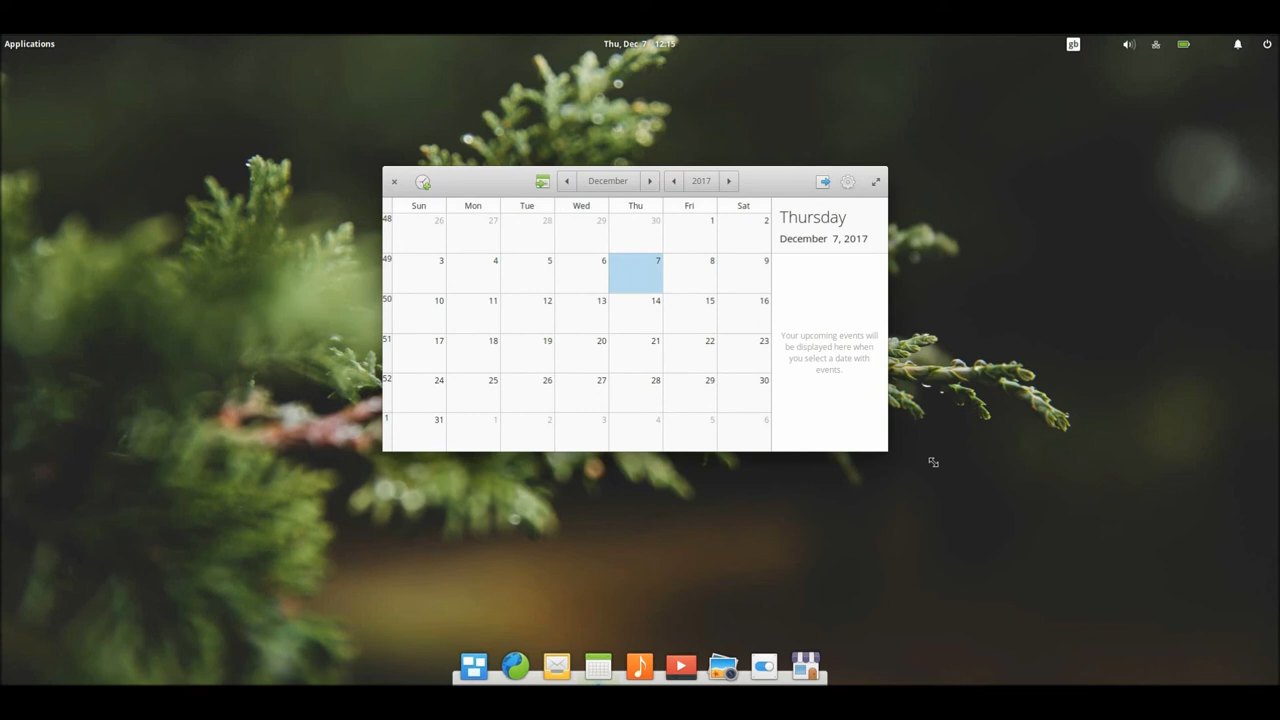 Applications
Thu, Dec 7 12:15
gb
December
2017
Sun Mon Tue Wed Thu Fri Sat
48 26 27 28 29 30 1 2
49 3 4 5 6 7 8 9
50 10 11 12 13 14 15 16
51 17 18 19 20 21 22 23
52 24 25 26 27 28 29 30
1 31 1 2 3 4 5 6
Thursday
December 7, 2017
Your upcoming events will
be displayed here when
you select a date with
events.